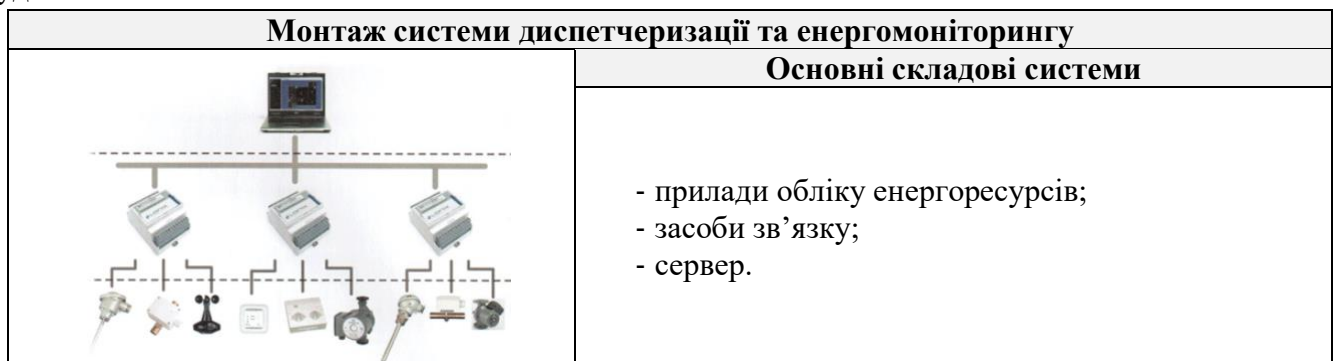 Монтаж системи диспетчеризації та енергомоніторингу
Основні складові системи
- прилади обліку енергоресурсів;
- засоби зв’язку;
- сервер.